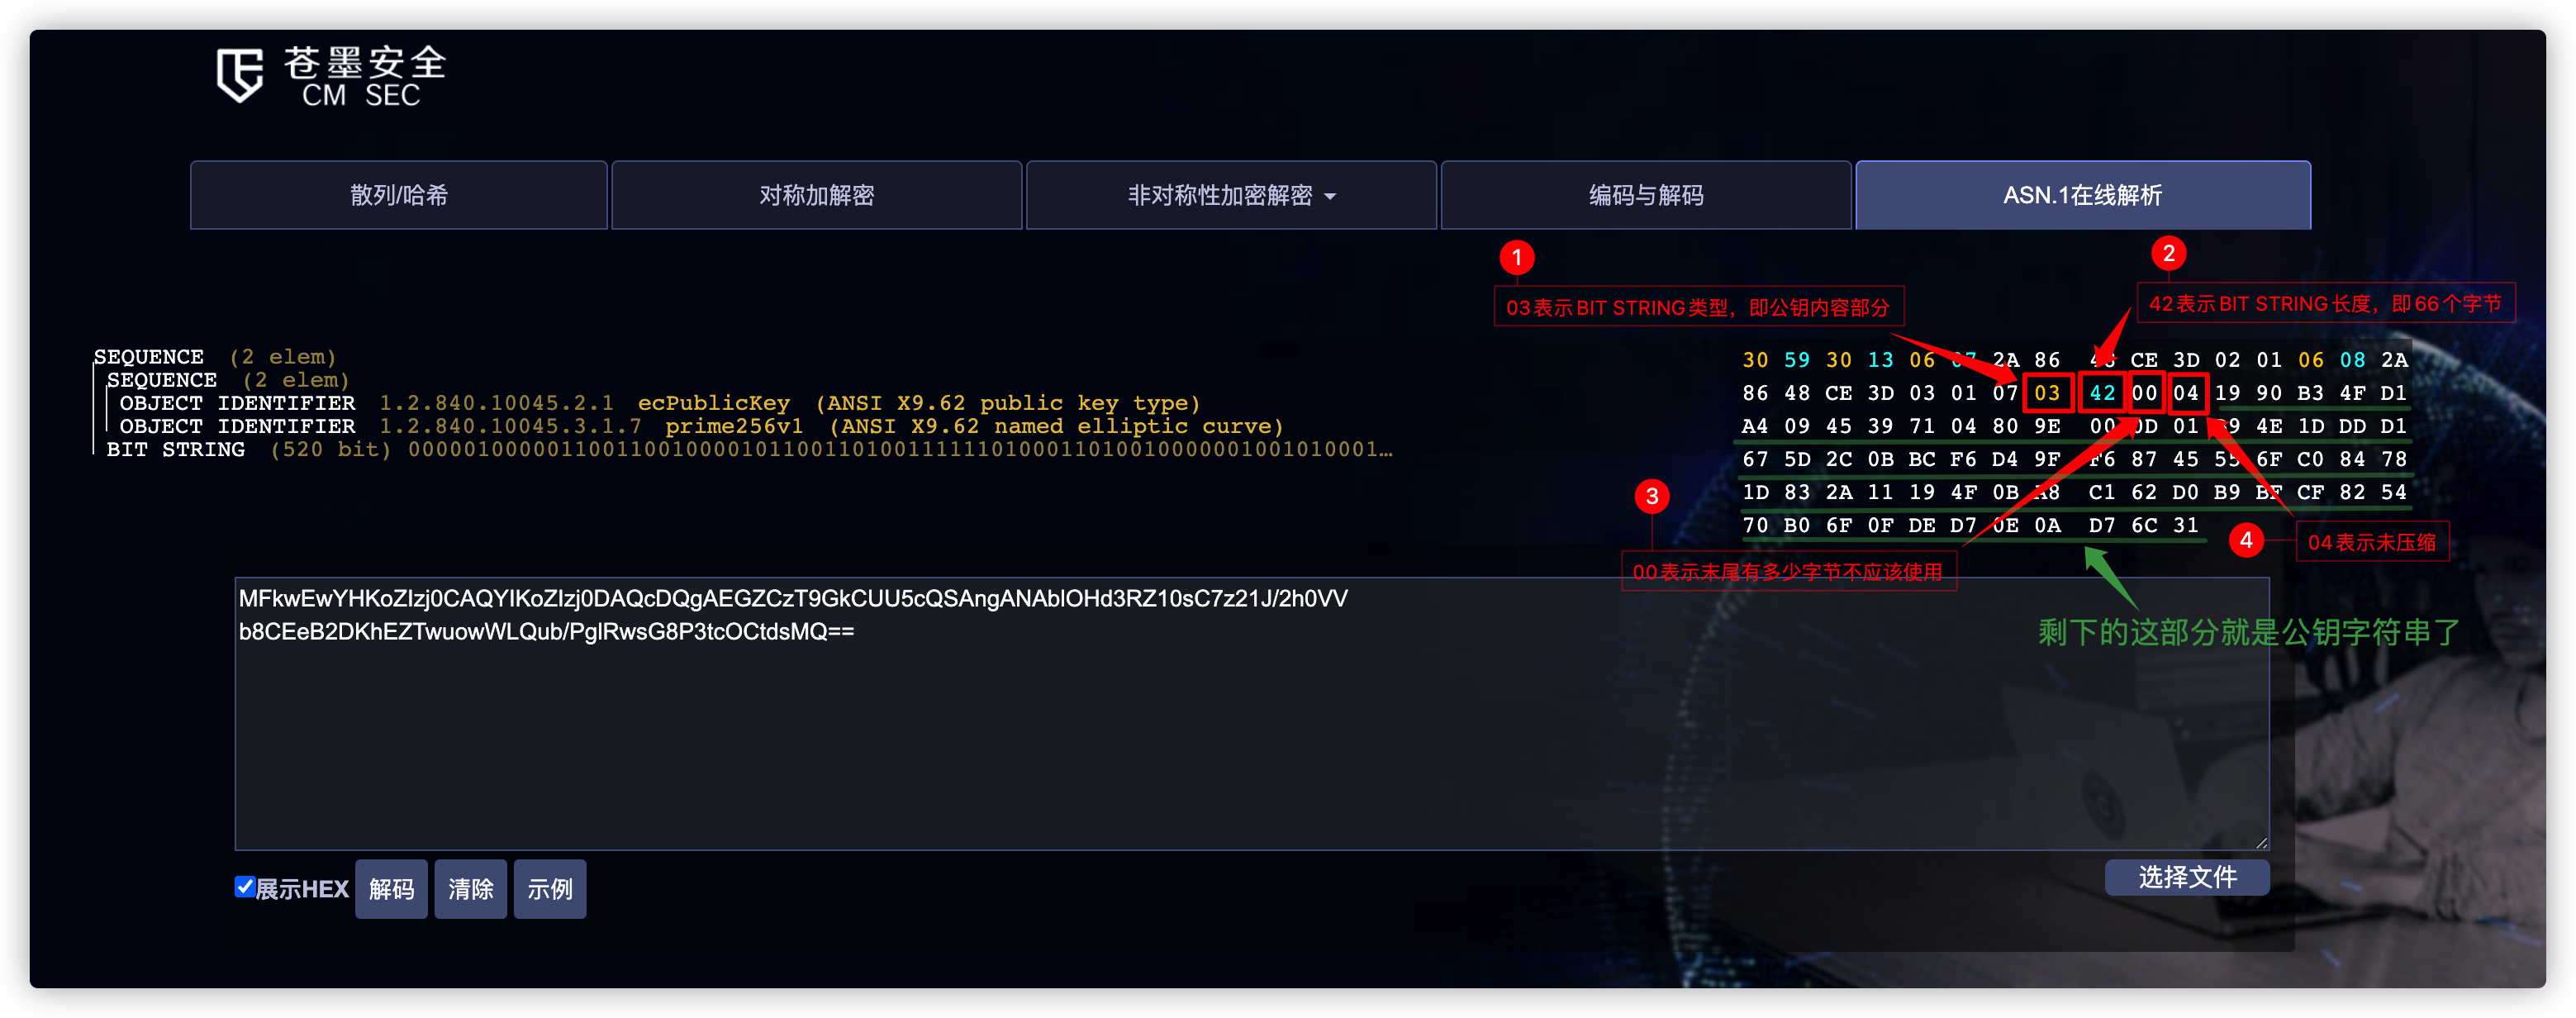 苍墨安全
CM SEC
散列/哈希
对称加解密
非对称性加密解密
编码与解码
ASN.1在线解析
1
03表示BIT STRING类型，即公钥内容部分
2
42表示BIT STRING长度，即66个字节
SEQUENCE (2 elem)
SEQUENCE (2 elem)
OBJECT IDENTIFIER 1.2.840.10045.2.1 ecPublicKey (ANSI X9.62 public key type)
OBJECT IDENTIFIER 1.2.840.10045.3.1.7 prime256v1 (ANSI X9.62 named elliptic curve)
BIT STRING (520 bit) 0000010000011001100100001011001101001111110100011010010000001001010001…
30 59 30 13 06 07 2A 86 48 CE 3D 02 01 06 08 2A
86 48 CE 3D 03 01 07 03 42 00 04 19 90 B3 4F D1
A4 09 45 39 71 04 80 9E 00 0D 01 B9 4E 1D DD D1
67 5D 2C 0B BC F6 D4 9F F6 87 45 55 6F C0 84 78
1D 83 2A 11 19 4F 0B A8 C1 62 D0 B9 BF CF 82 54
70 B0 6F 0F DE D7 0E 0A D7 6C 31
3
00表示末尾有多少字节不应该使用
4
04表示未压缩
剩下的这部分就是公钥字符串了
MFkwEwYHKoZIzj0CAQYIKoZIzj0DAQcDQgAEGZCzT9GkCUU5cQSAngANAblOHd3RZ10sC7z21J/2h0VV
b8CEeB2DKhEZTwuowWLQub/PglRwsG8P3tcOCtdsMQ==
展示HEX
解码
清除
示例
选择文件